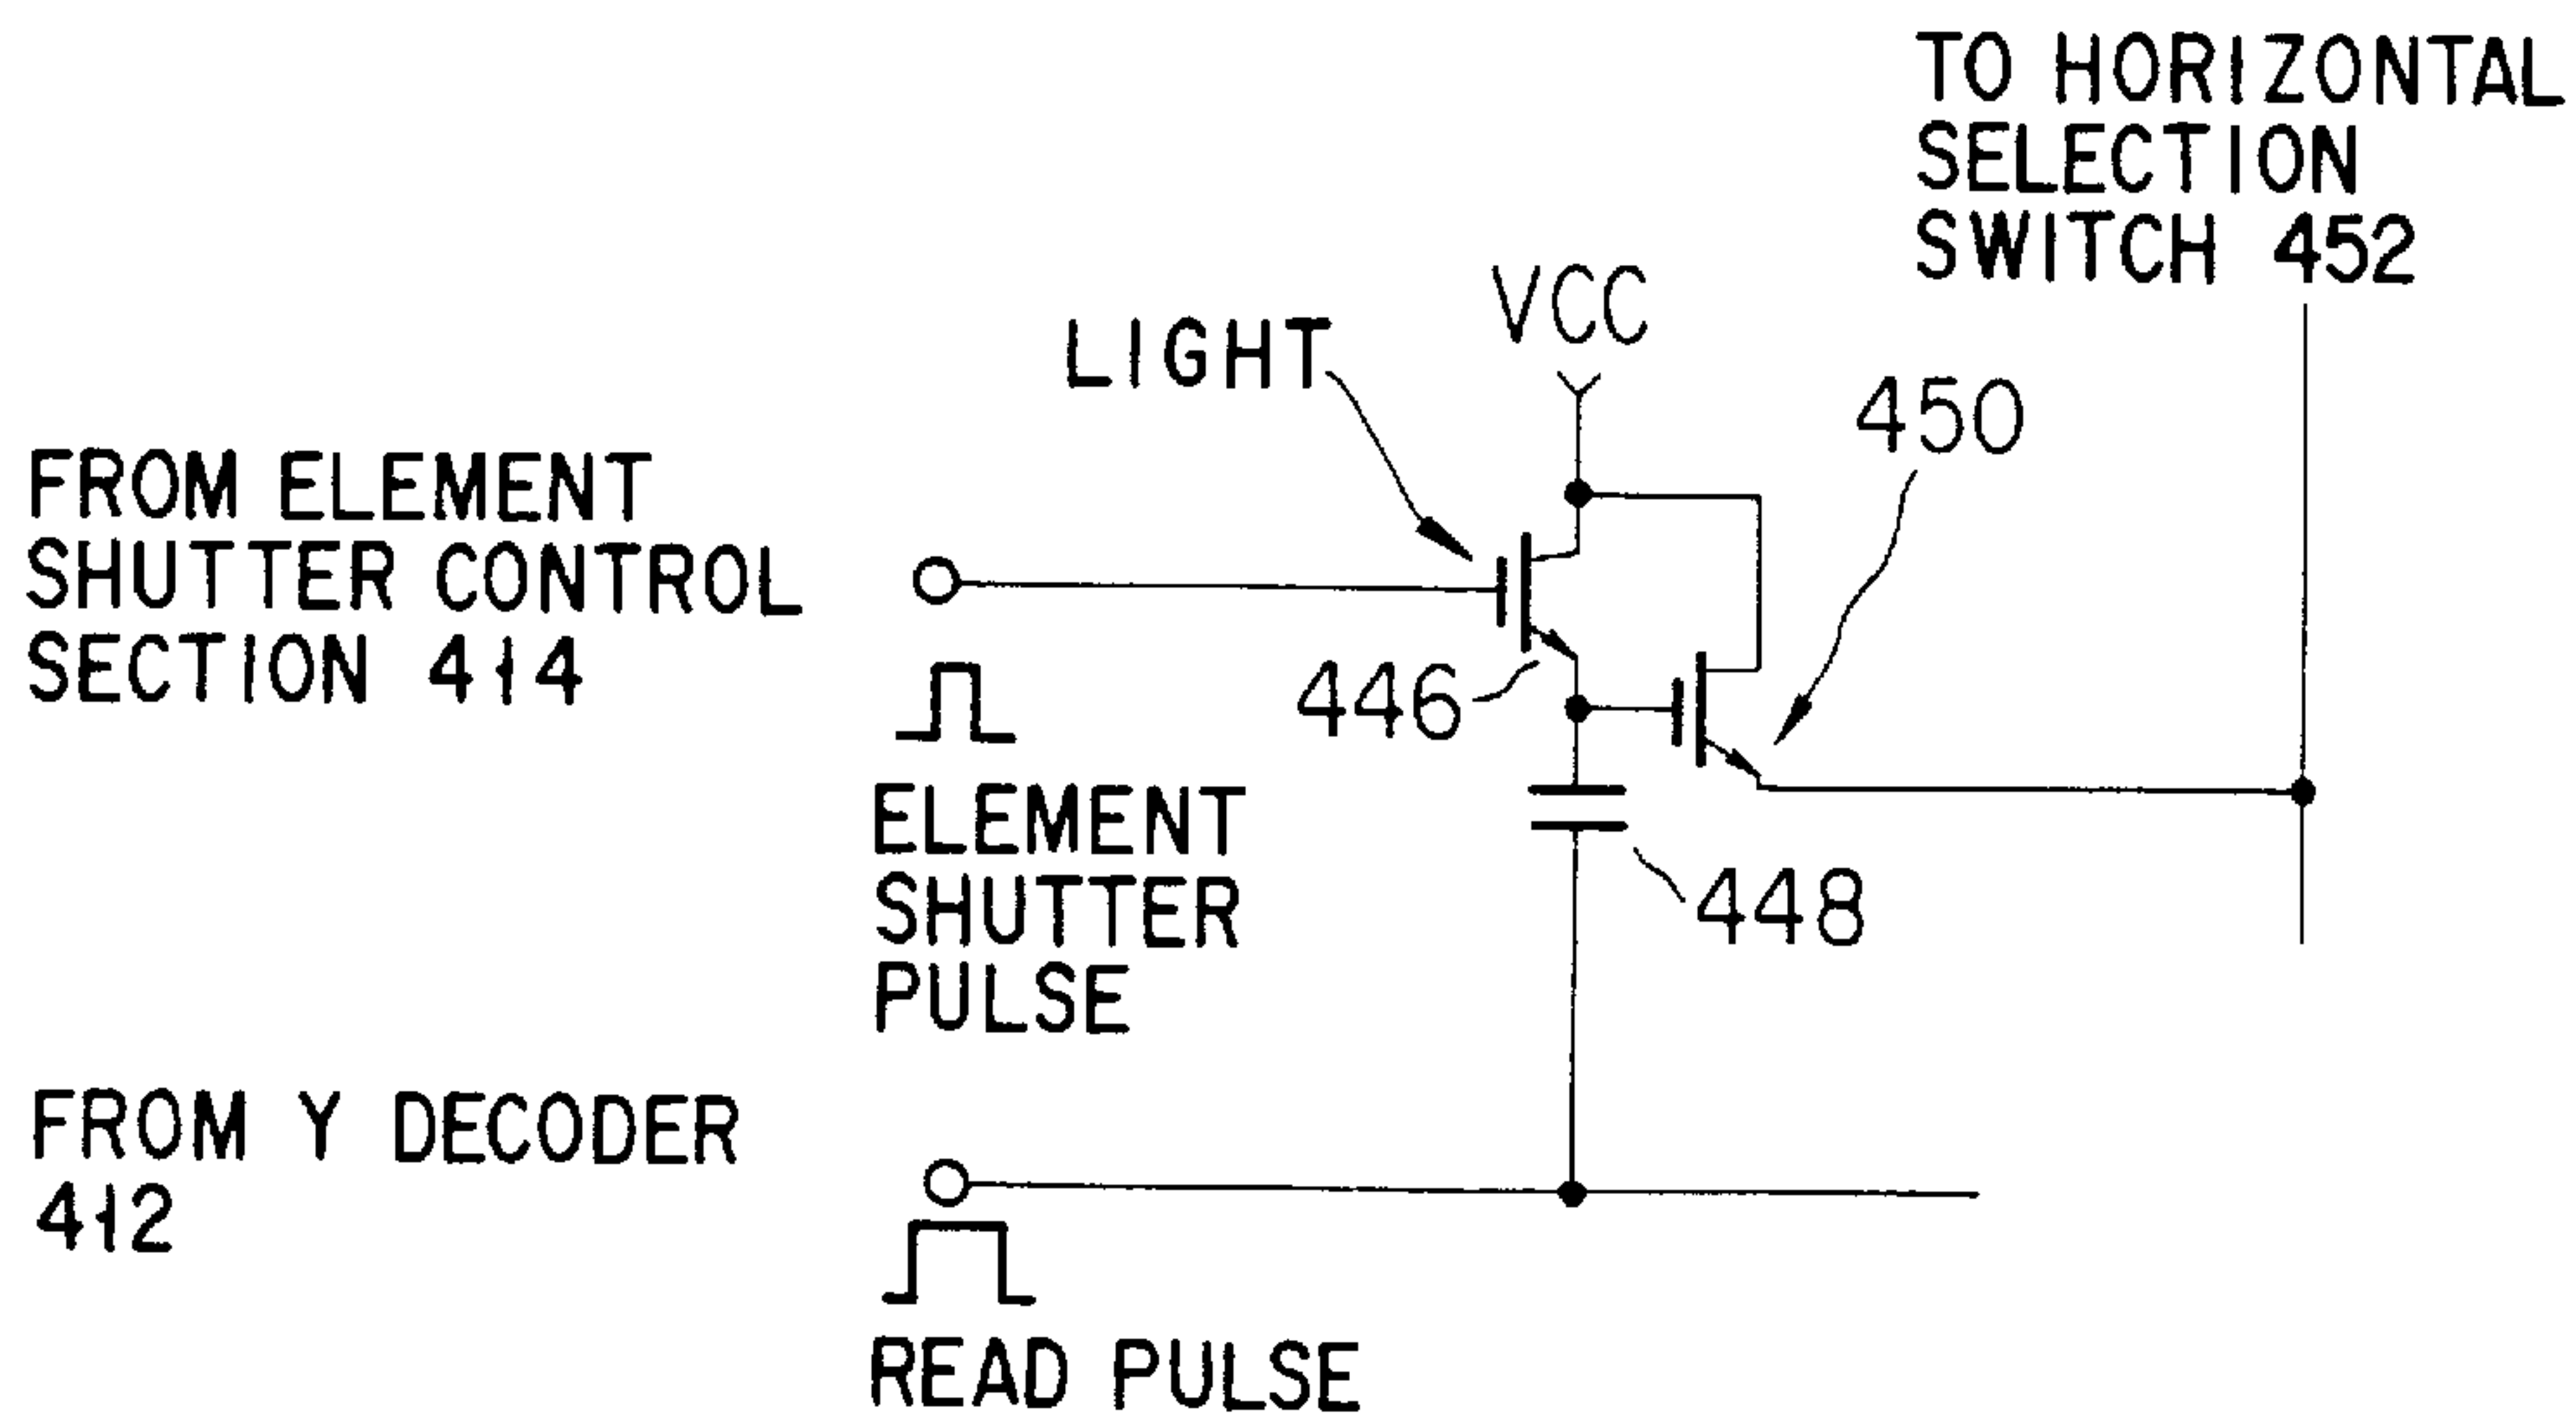 TO HORIZONTAL
SELECTION
SWITCH 452
VCC
LIGHT
450
FROM ELEMENT
SHUTTER CONTROL
SECTION 414
446
ELEMENT
SHUTTER
PULSE
448
FROM Y DECODER
412
READ PULSE